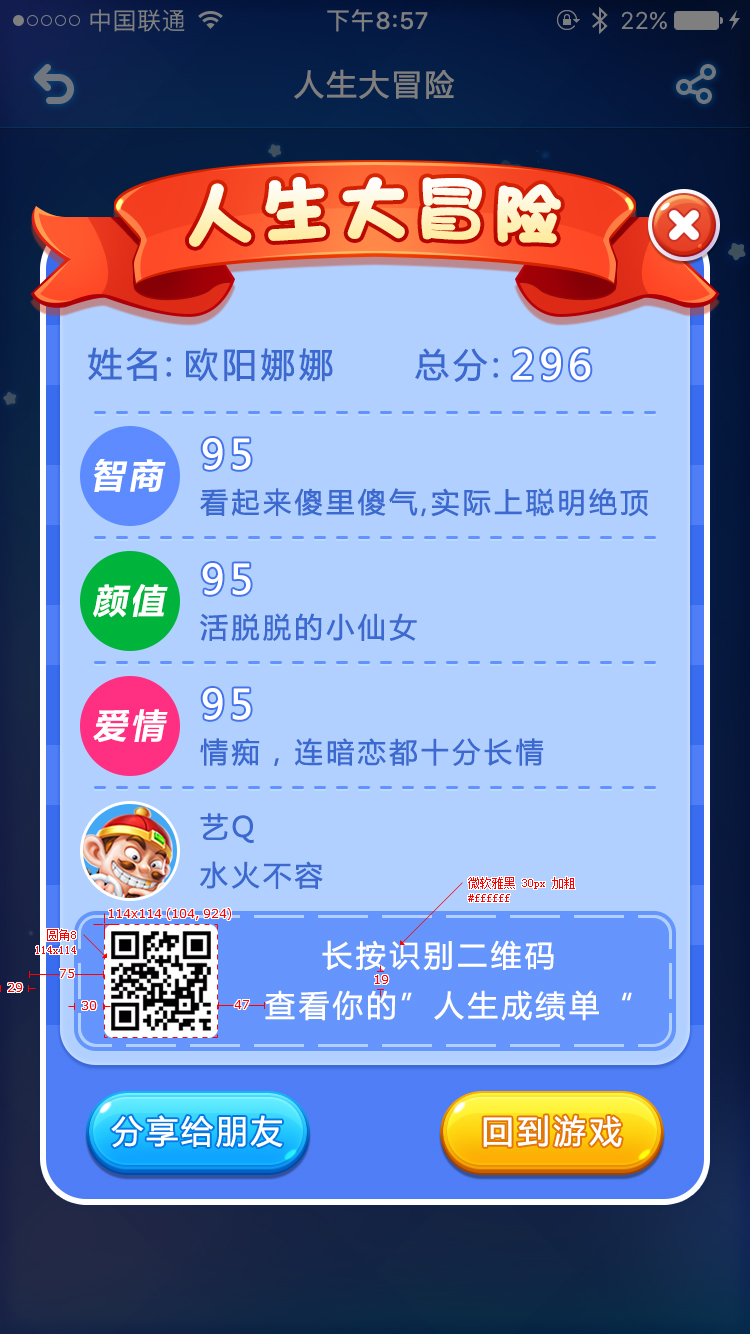 中国联通 下午8:57 22%
人生大冒险
人生大冒险
姓名: 欧阳娜娜 总分: 296
智商 95
看起来傻里傻气,实际上聪明绝顶
颜值 95
活脱脱的小仙女
爱情 95
情痴，连暗恋都十分长情
艺Q
水火不容
微软雅黑 30px 加粗
#ffffff
114x114 (104, 924)
圆角8
114x114
长按识别二维码
75
19
29
30
47
查看你的”人生成绩单“
分享给朋友 回到游戏